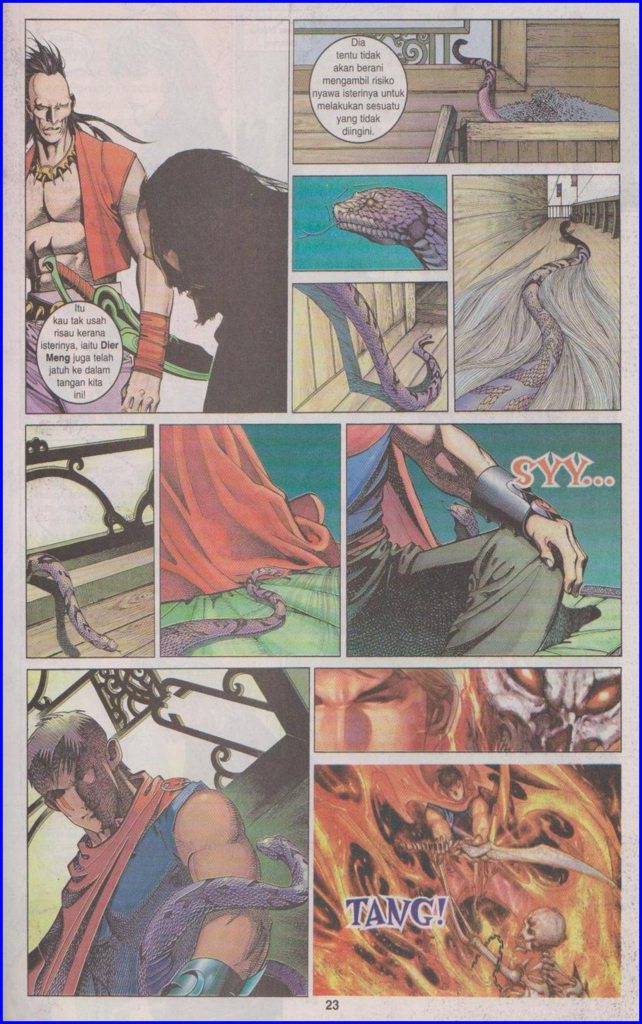 Dia
tentu tidak
akan berani
mengambil risiko
nyawa isterinya untuk
melakukan sesuatu
yang tidak
diingini.
Itu
kau tak usah
risau kerana
isterinya, iaitu Dier
Meng juga telah
jatuh ke dalam
tangan kita
ini!
SYY...
TANG!
23